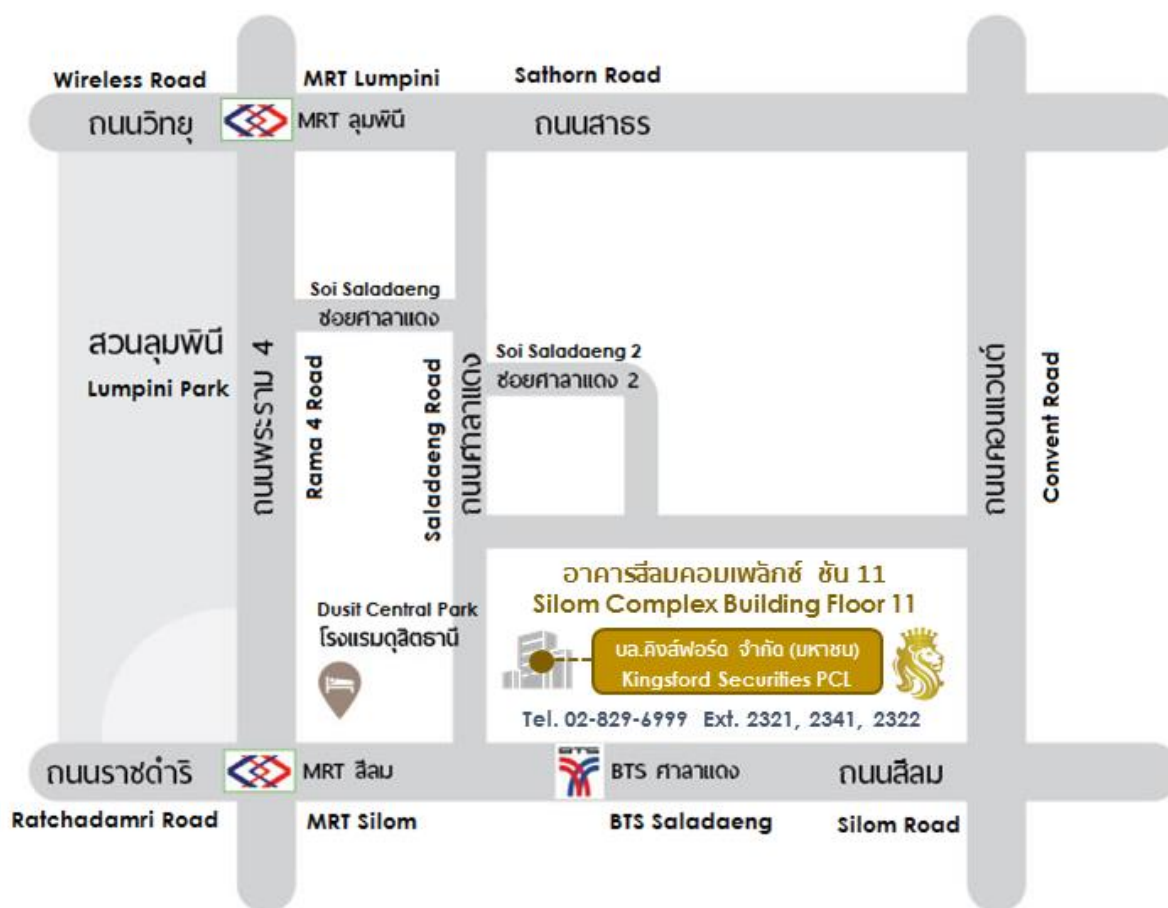 Wireless Road
MRT Lumpini
Sathorn Road
ถนนวิทยุ
MRT ลุมพินี
ถนนสาธร
Soi Saladaeng
ซอยศาลาแดง
Soi Saladaeng 2
ซอยศาลาแดง 2
สวนลุมพินี
Lumpini Park
ถนนพระราม 4
Rama 4 Road
Saladaeng Road
ถนนศาลาแดง
ถนนคอนแวนต์
Convent Road
อาคารสีลมคอมเพล็กซ์ ชั้น 11
Silom Complex Building Floor 11
Dusit Central Park
โรงแรมดุสิตธานี
บล.คิงส์ฟอร์ด จำกัด (มหาชน)
Kingsford Securities PCL
Tel. 02-829-6999 Ext. 2321, 2341, 2322
ถนนราชดำริ
MRT สีลม
BTS
BTS ศาลาแดง
ถนนสีลม
Ratchadamri Road
MRT Silom
BTS Saladaeng
Silom Road